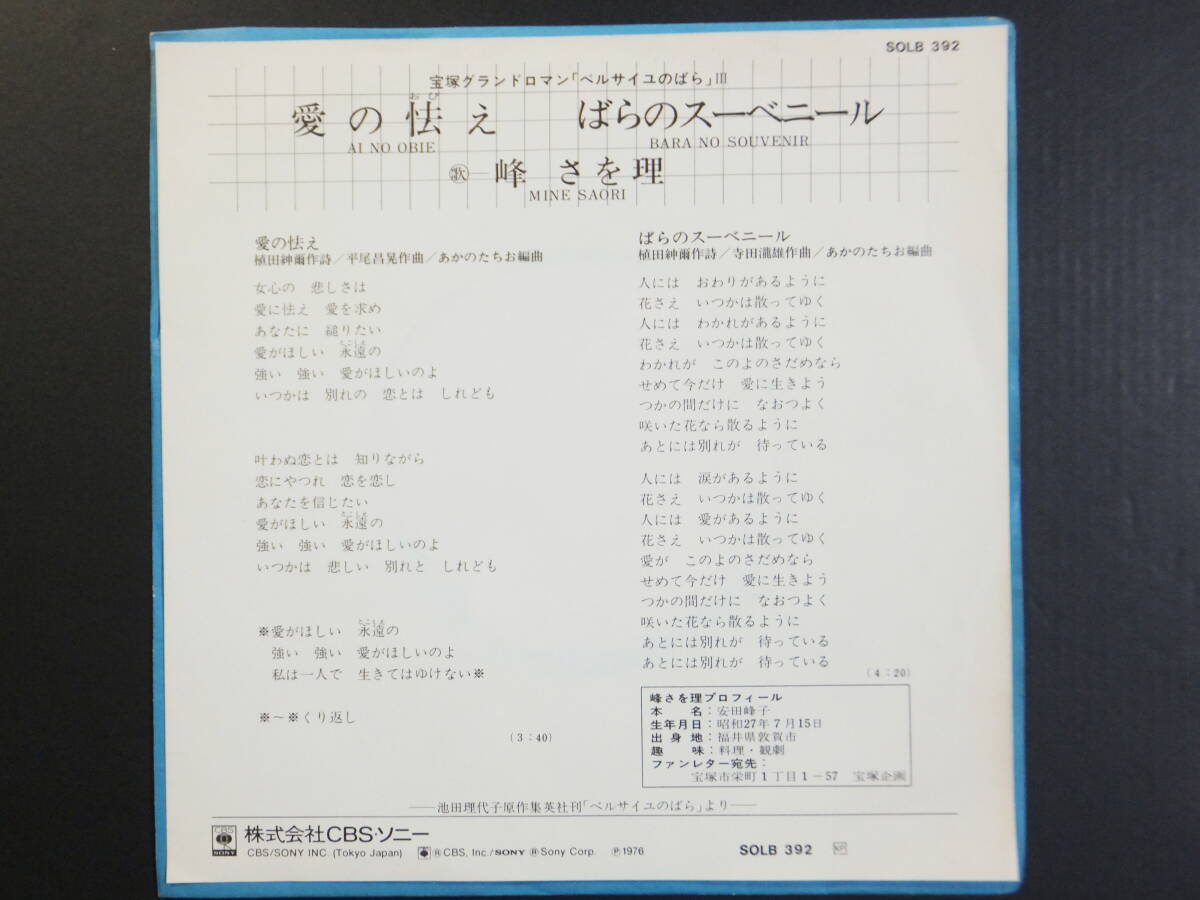 SOLB 392
宝塚グランドロマン「ベルサイユのばら」III
おび
愛の怯え ばらのスーベニール
AI NO OBIE BARA NO SOUVENIR
歌 峰 さを理
MINE SAORI
愛の怯え
植田紳爾作詩/平尾昌晃作曲/あかのたちお編曲
女心の 悲しさは
愛に怯え 愛を求め
あなたに 縋りたい
愛がほしい 永遠の
強い 強い 愛がほしいのよ
いつかは 別れの 恋とは しれども
叶わぬ恋とは 知りながら
恋にやつれ 恋を恋し
あなたを信じたい
愛がほしい 永遠の
強い 強い 愛がほしいのよ
いつかは 悲しい 別れと しれども
※愛がほしい 永遠の
強い 強い 愛がほしいのよ
私は一人で 生きてはゆけない※
※〜※くり返し
(3:40)
ばらのスーベニール
植田紳爾作詩/寺田瀧雄作曲/あかのたちお編曲
人には おわりがあるように
花さえ いつかは散ってゆく
人には わかれがあるように
花さえ いつかは散ってゆく
わかれが このよのさだめなら
せめて今だけ 愛に生きよう
つかの間だけに なおつよく
咲いた花なら散るように
あとには別れが 待っている
人には 涙があるように
花さえ いつかは散ってゆく
人には 愛があるように
花さえ いつかは散ってゆく
愛が このよのさだめなら
せめて今だけ 愛に生きよう
つかの間だけに なおつよく
咲いた花なら散るように
あとには別れが 待っている
あとには別れが 待っている
(4:20)
峰さを理プロフィール
本名:安田峰子
生年月日:昭和27年7月15日
出身地:福井県敦賀市
趣味:料理・観劇
ファンレター宛先:
宝塚市栄町1丁目1-57 宝塚企画
——池田理代子原作集英社刊「ベルサイユのばら」より——
CBS SONY 株式会社CBS・ソニー
CBS/SONY INC. (Tokyo Japan) ®CBS, Inc./SONY ®Sony Corp. ℗1976 SOLB 392